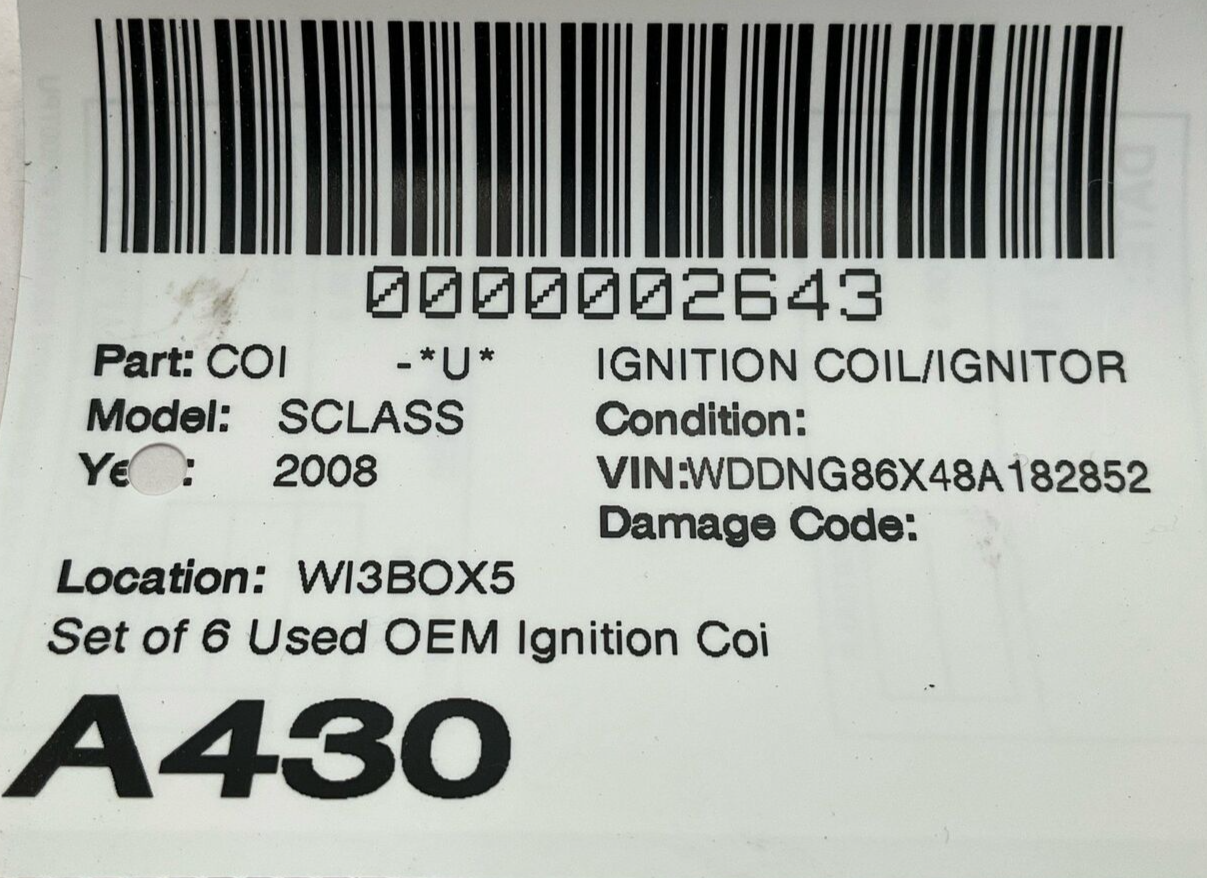 0000002643
Part: COI -*U* IGNITION COIL/IGNITOR
Model: SCLASS Condition:
Ye : 2008 VIN:WDDNG86X48A182852
Damage Code:
Location: WI3BOX5
Set of 6 Used OEM Ignition Coi
A430